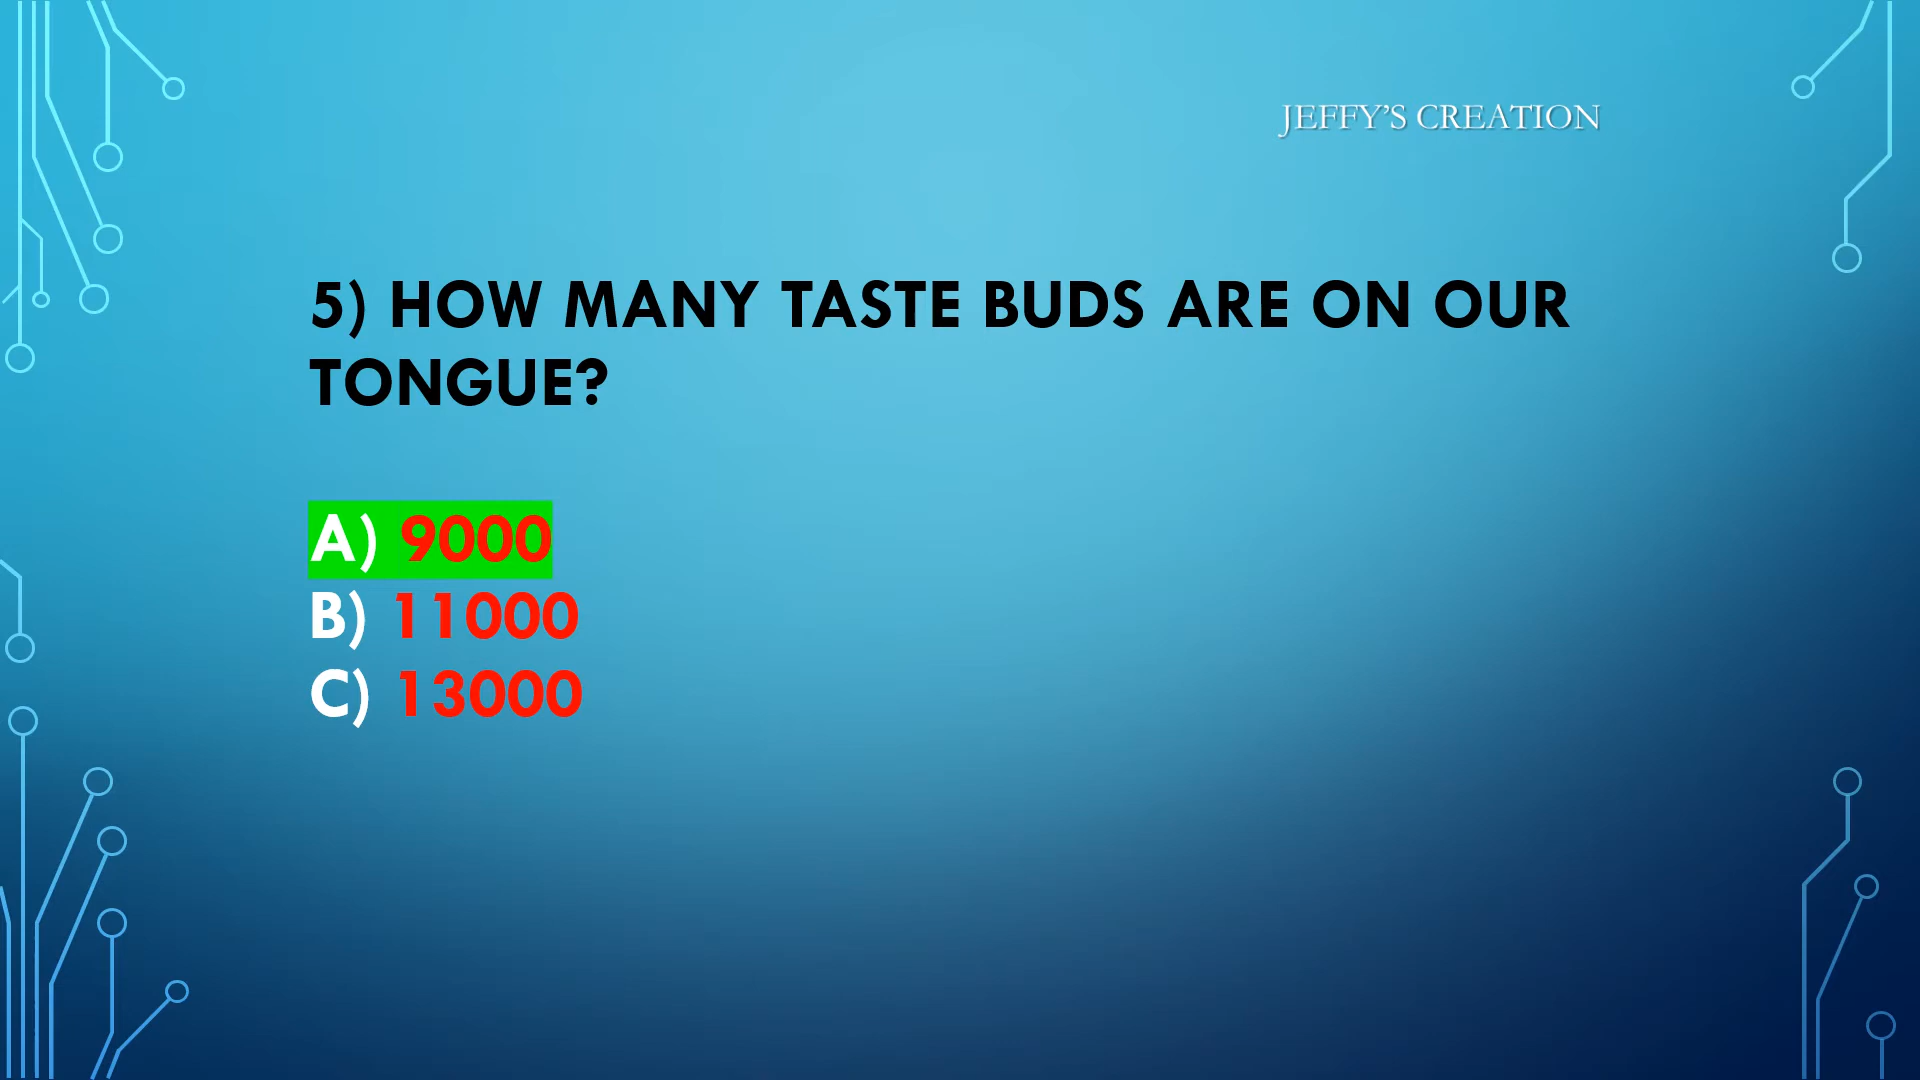 JEFFY'S CREATION
5) HOW MANY TASTE BUDS ARE ON OUR
TONGUE?
A) 9000
B) 11000
C) 13000